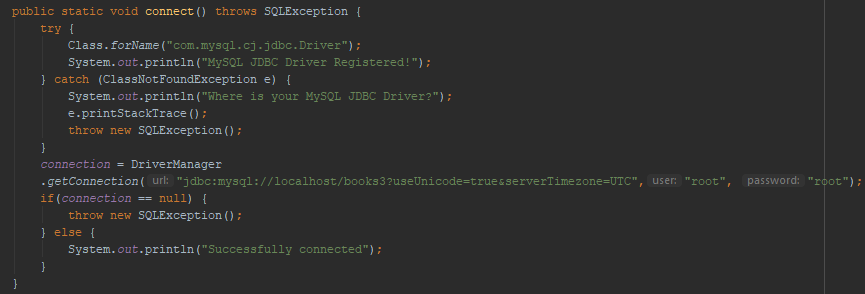 public static void connect() throws SQLException {
try {
Class.forName("com.mysql.cj.jdbc.Driver");
System.out.println("MySQL JDBC Driver Registered!");
} catch (ClassNotFoundException e) {
System.out.println("Where is your MySQL JDBC Driver?");
e.printStackTrace();
throw new SQLException();
}
connection = DriverManager
.getConnection( url: "jdbc:mysql://localhost/books3?useUnicode=true&serverTimezone=UTC", user: "root", password: "root");
if(connection == null) {
throw new SQLException();
} else {
System.out.println("Successfully connected");
}
}